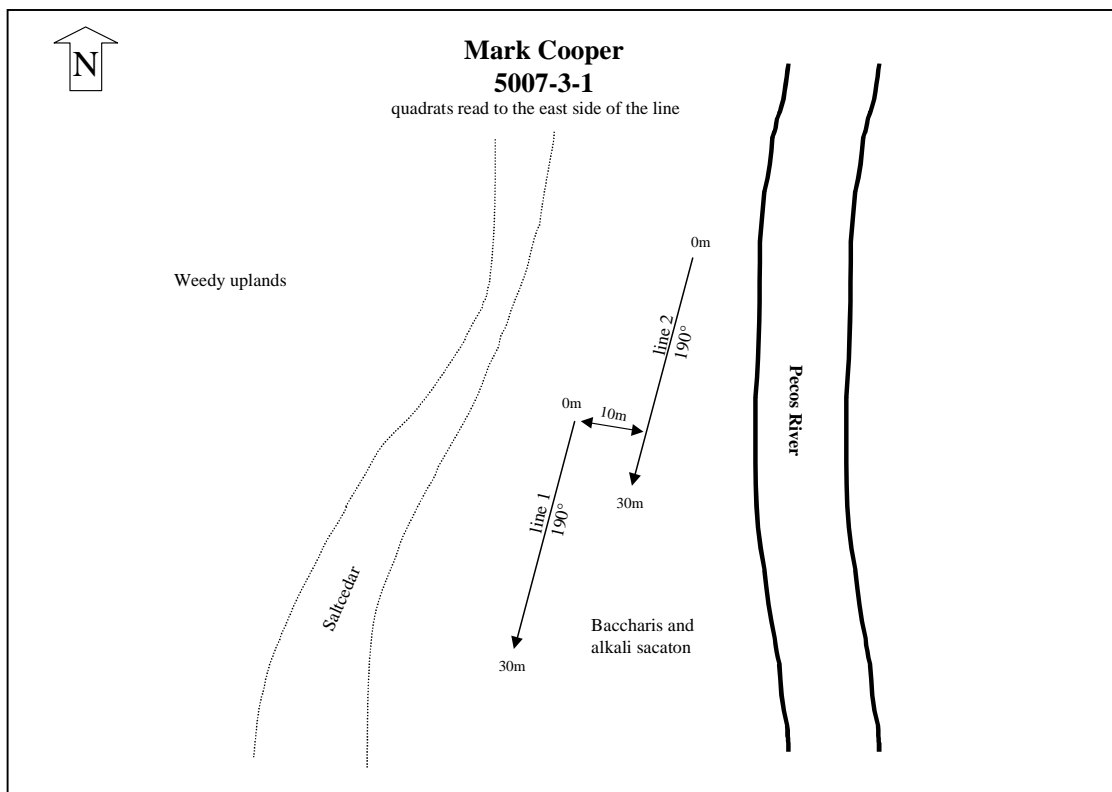 N
Mark Cooper
5007-3-1
quadrats read to the east side of the line
0m
Weedy uplands
line 2
190°
Pecos River
0m
10m
30m
line 1
190°
Saltcedar
Baccharis and
alkali sacaton
30m